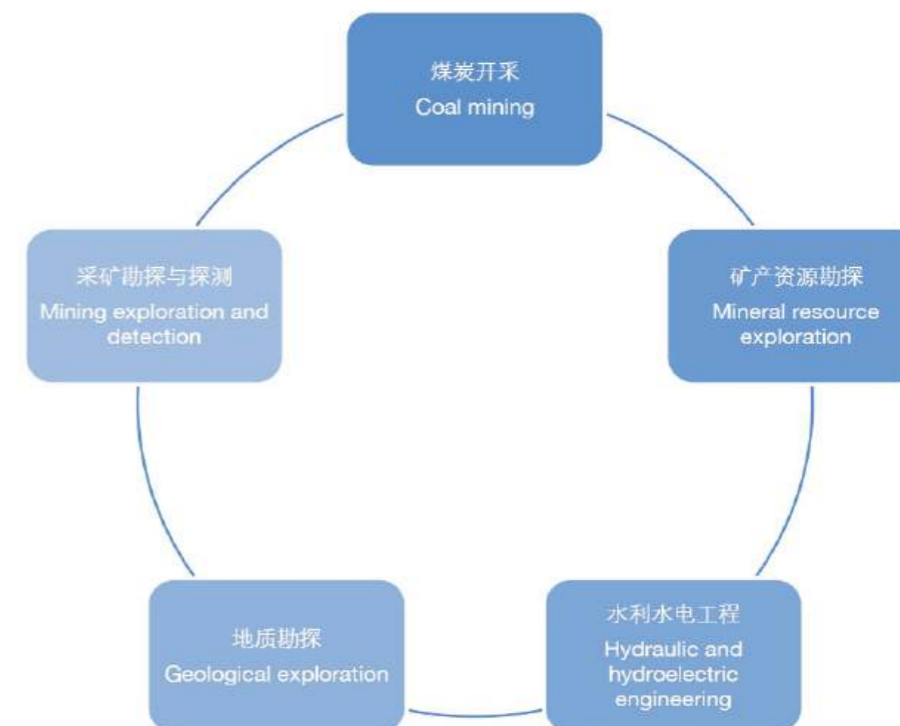 煤炭开采
Coal mining
矿产资源勘探
Mineral resource
exploration
水利水电工程
Hydraulic and
hydroelectric
engineering
地质勘探
Geological exploration
采矿勘探与探测
Mining exploration and
detection